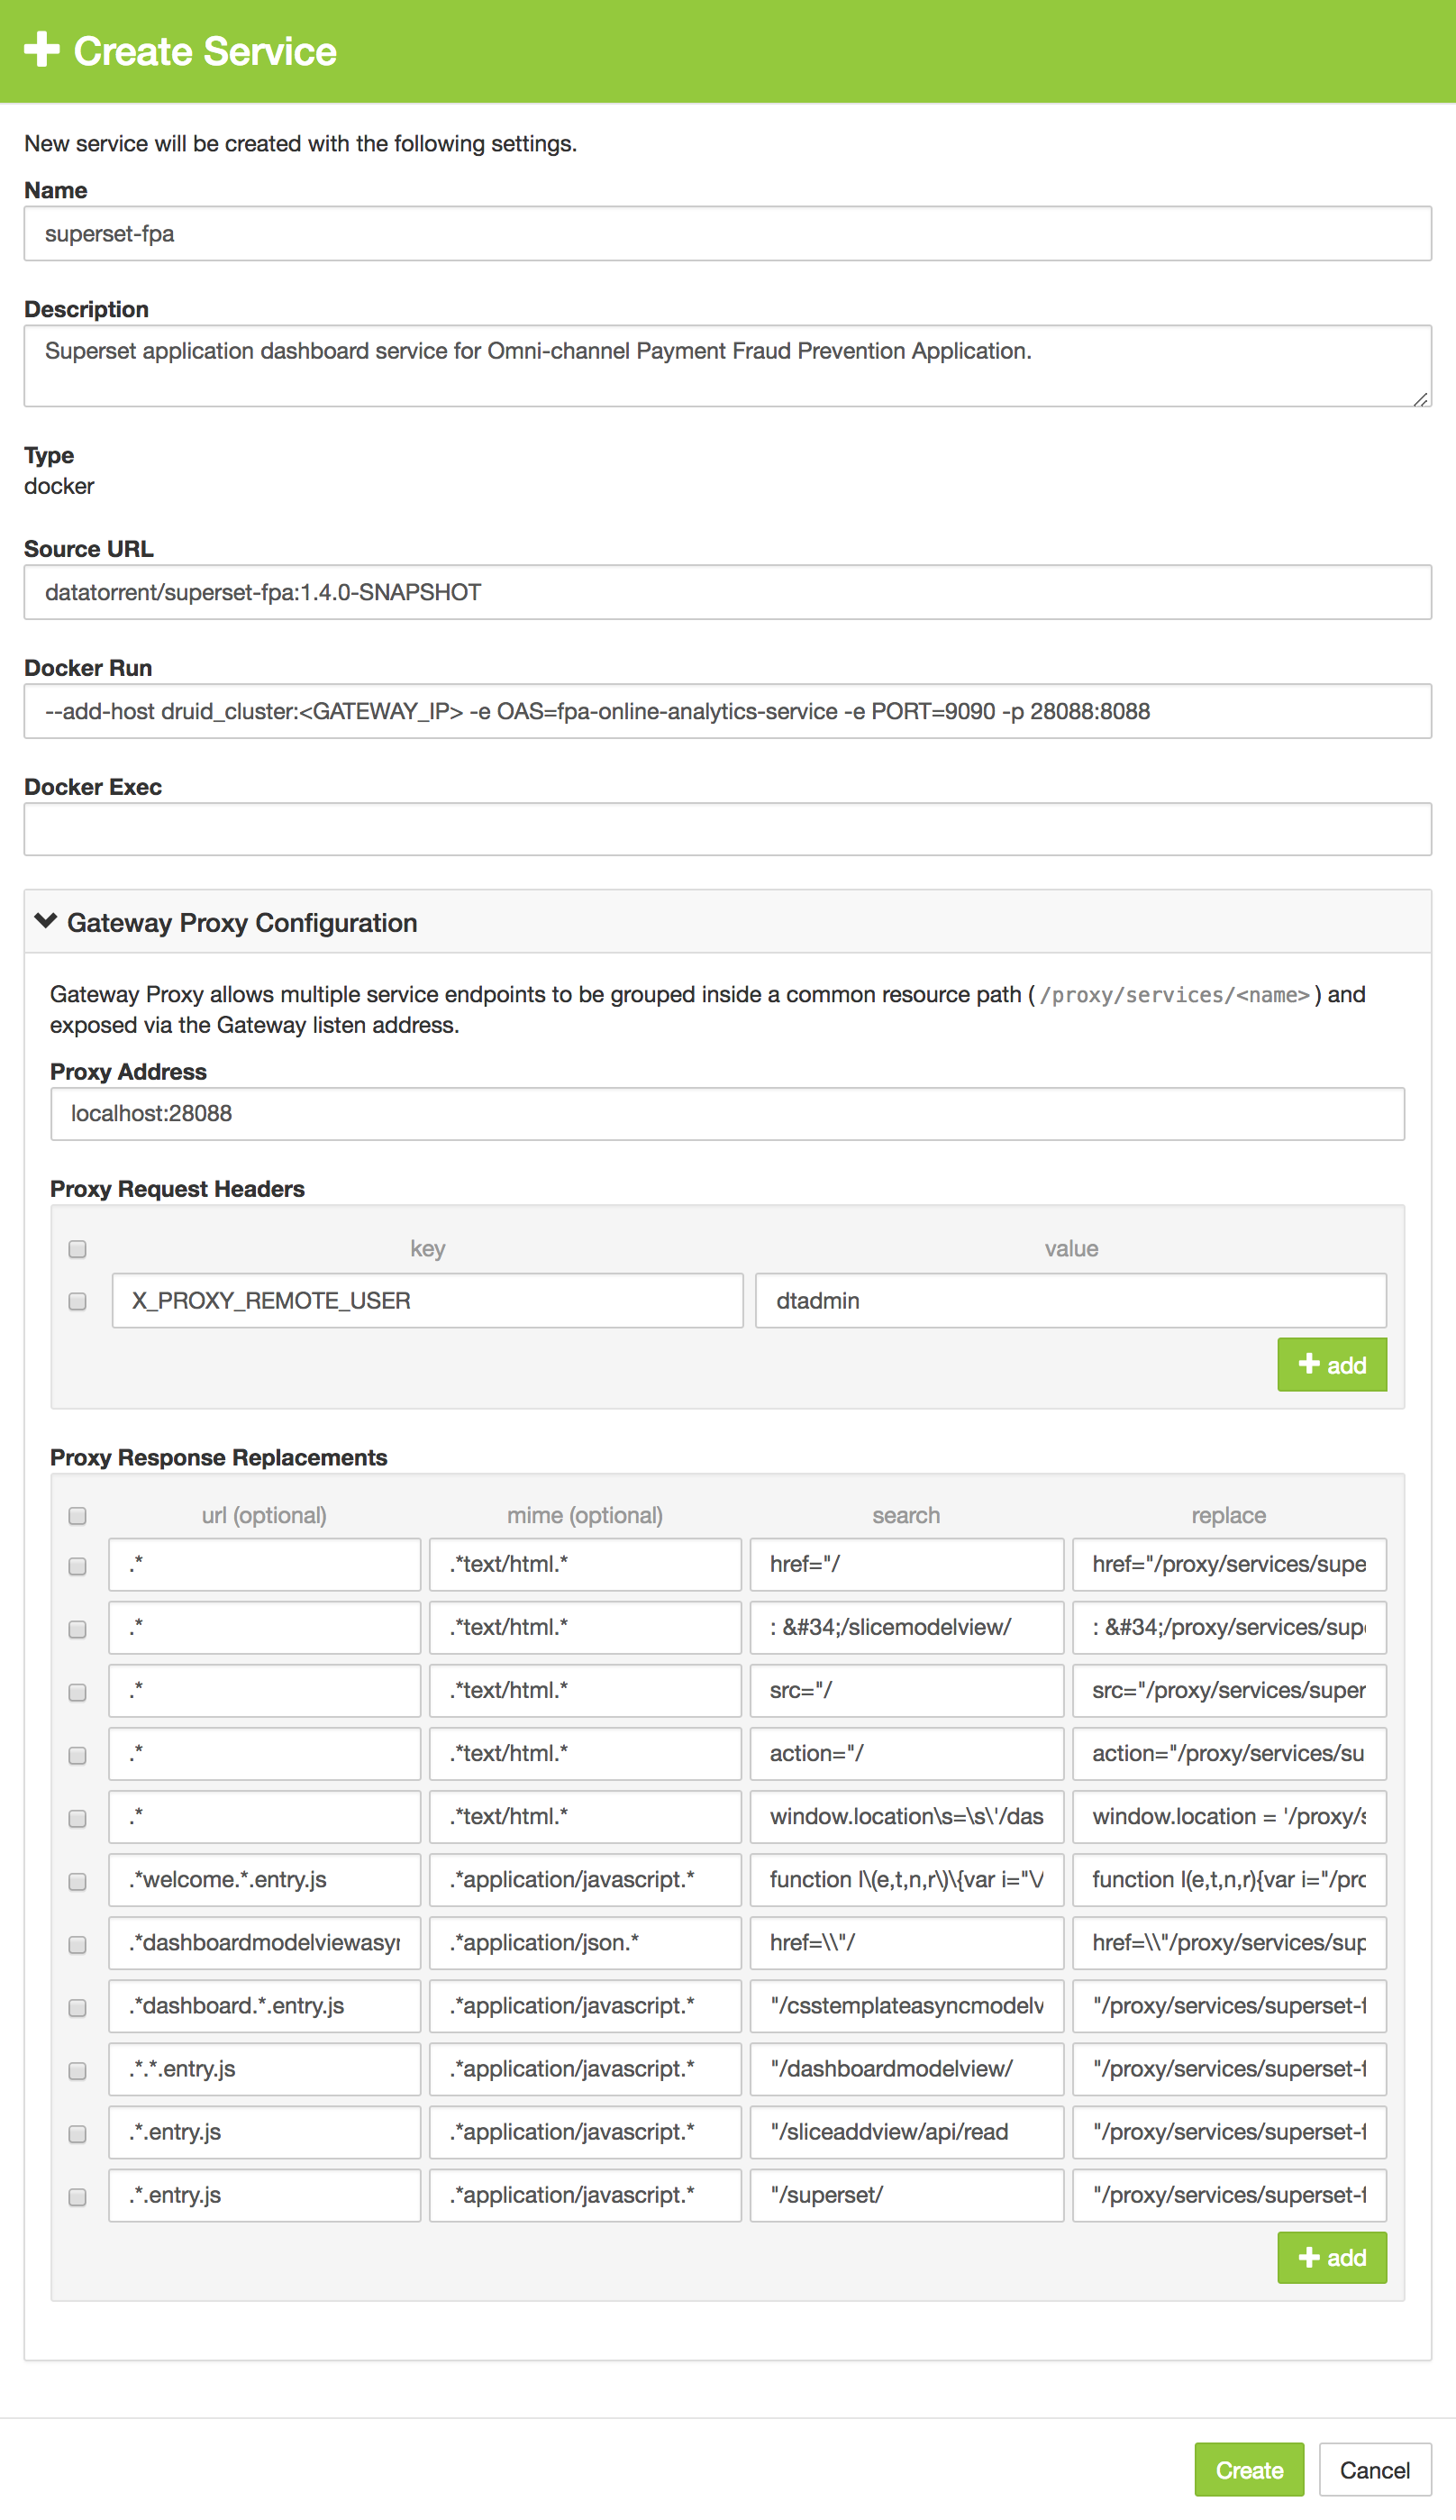 Create Service
New service will be created with the following settings.
Name
superset-fpa
Description
Superset application dashboard service for Omni-channel Payment Fraud Prevention Application.
Type
docker
Source URL
datatorrent/superset-fpa:1.4.0-SNAPSHOT
Docker Run
--add-host druid_cluster:<GATEWAY_IP> -e OAS=fpa-online-analytics-service -e PORT=9090 -p 28088:8088
Docker Exec
Gateway Proxy Configuration
Gateway Proxy allows multiple service endpoints to be grouped inside a common resource path ( /proxy/services/<name> ) and
exposed via the Gateway listen address.
Proxy Address
localhost:28088
Proxy Request Headers
key value
X_PROXY_REMOTE_USER dtadmin
add
Proxy Response Replacements
url (optional) mime (optional) search replace
.* .*text/html.* href="/ href="/proxy/services/supe
.* .*text/html.* : &#34;/slicemodelview/ : &#34;/proxy/services/sup
.* .*text/html.* src="/ src="/proxy/services/super
.* .*text/html.* action="/ action="/proxy/services/su
.* .*text/html.* window.location\s=\s\'/das window.location = '/proxy/s
.*welcome.*.entry.js .*application/javascript.* function l\(e,t,n,r\)\{var i="\/ function l(e,t,n,r){var i="/pro
.*dashboardmodelviewasyn .*application/json.* href=\\"/ href=\\"/proxy/services/sup
.*dashboard.*.entry.js .*application/javascript.* "/csstemplateasyncmodelv "/proxy/services/superset-f
.*.*.entry.js .*application/javascript.* "/dashboardmodelview/ "/proxy/services/superset-f
.*.entry.js .*application/javascript.* "/sliceaddview/api/read "/proxy/services/superset-f
.*.entry.js .*application/javascript.* "/superset/ "/proxy/services/superset-f
add
Create Cancel